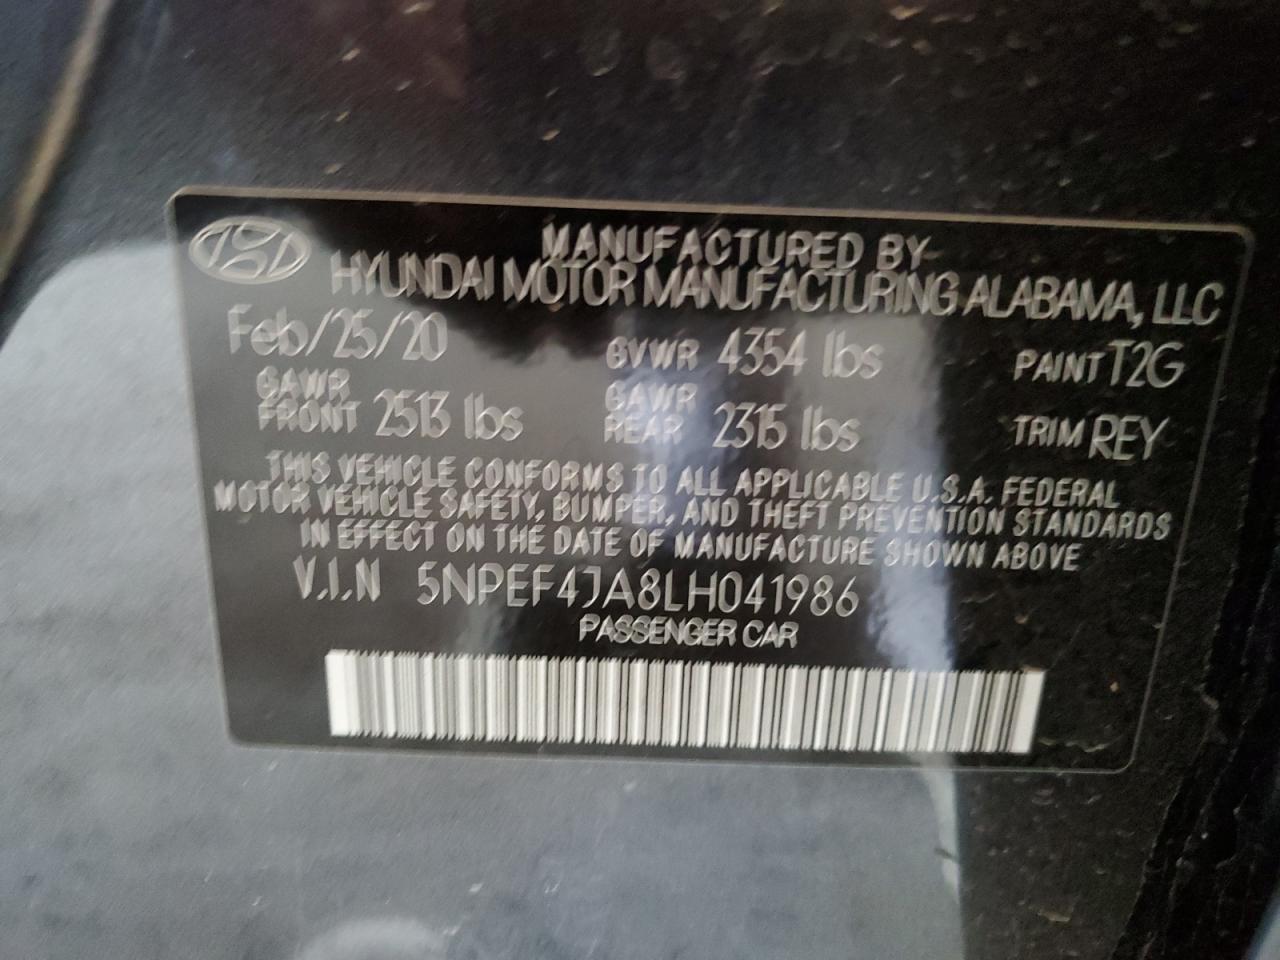 MANUFACTURED BY
HYUNDAI MOTOR MANUFACTURING ALABAMA, LLC
Feb/25/20 GVWR 4354 lbs PAINT T2G
GAWR FRONT 2513 lbs GAWR REAR 2315 lbs TRIM REY
THIS VEHICLE CONFORMS TO ALL APPLICABLE U.S.A. FEDERAL
MOTOR VEHICLE SAFETY, BUMPER, AND THEFT PREVENTION STANDARDS
IN EFFECT ON THE DATE OF MANUFACTURE SHOWN ABOVE
V.I.N 5NPEF4JA8LH041986
PASSENGER CAR